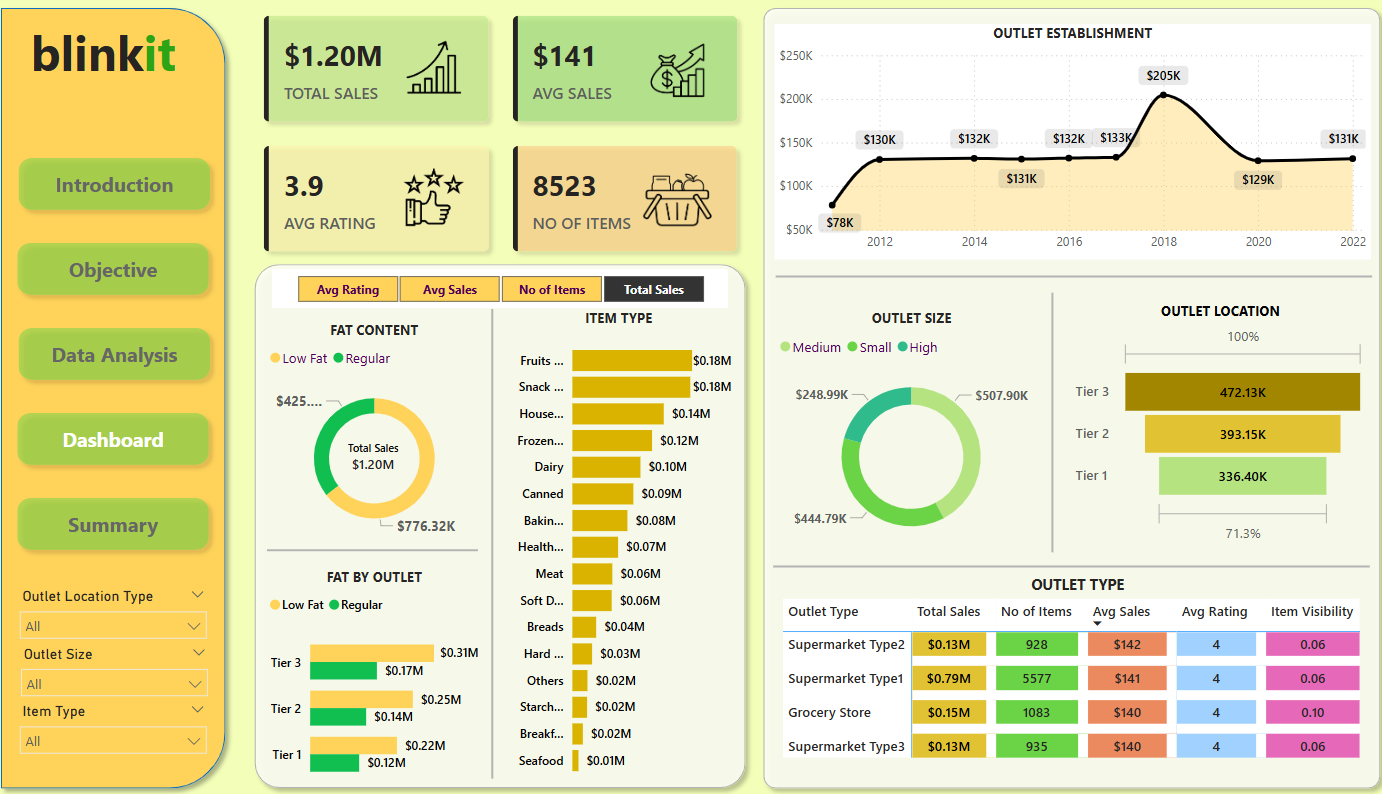 blinkit
Introduction
Objective
Data Analysis
Dashboard
Summary
Outlet Location Type
All
Outlet Size
All
Item Type
All
$1.20M
TOTAL SALES
$141
AVG SALES
3.9
AVG RATING
8523
NO OF ITEMS
Avg Rating Avg Sales No of Items Total Sales
FAT CONTENT
Low Fat Regular
$425....
Total Sales
$1.20M
$776.32K
FAT BY OUTLET
Low Fat Regular
Tier 3 $0.31M
$0.17M
Tier 2 $0.25M
$0.14M
Tier 1 $0.22M
$0.12M
ITEM TYPE
Fruits ... $0.18M
Snack ... $0.18M
House... $0.14M
Frozen... $0.12M
Dairy $0.10M
Canned $0.09M
Bakin... $0.08M
Health... $0.07M
Meat $0.06M
Soft D... $0.06M
Breads $0.04M
Hard ... $0.03M
Others $0.02M
Starch... $0.02M
Breakf... $0.02M
Seafood $0.01M
OUTLET ESTABLISHMENT
$250K
$200K
$150K
$100K
$50K
$78K $130K $132K $131K $132K $133K $205K $129K $131K
2012 2014 2016 2018 2020 2022
OUTLET SIZE
Medium Small High
$248.99K $507.90K
$444.79K
OUTLET LOCATION
100%
Tier 3 472.13K
Tier 2 393.15K
Tier 1 336.40K
71.3%
OUTLET TYPE
Outlet Type Total Sales No of Items Avg Sales Avg Rating Item Visibility
Supermarket Type2 $0.13M 928 $142 4 0.06
Supermarket Type1 $0.79M 5577 $141 4 0.06
Grocery Store $0.15M 1083 $140 4 0.10
Supermarket Type3 $0.13M 935 $140 4 0.06